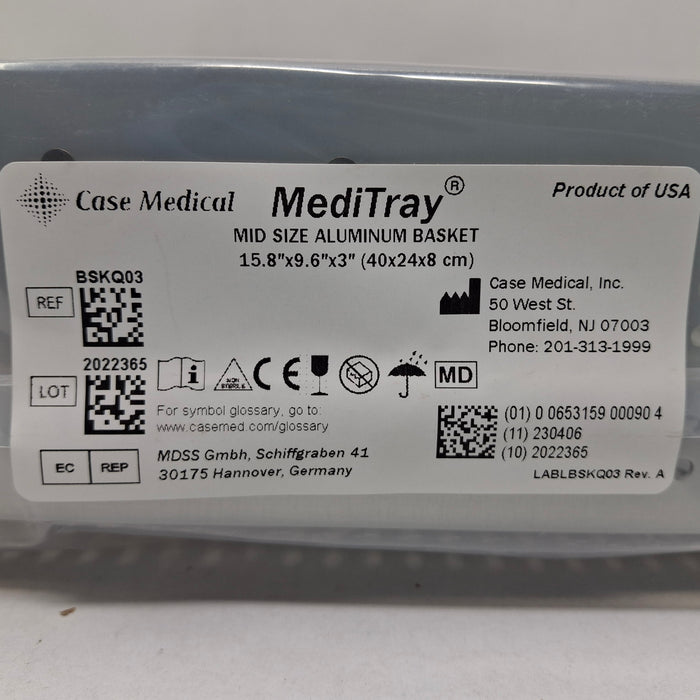 Case Medical
MediTray®
Product of USA
MID SIZE ALUMINUM BASKET
15.8"x9.6"x3" (40x24x8 cm)
BSKQ03
REF
Case Medical, Inc.
50 West St.
Bloomfield, NJ 07003
Phone: 201-313-1999
2022365
LOT
i
NON STERILE
CE
MD
For symbol glossary, go to:
www.casemed.com/glossary
(01) 0 0653159 00090 4
(11) 230406
(10) 2022365
EC REP
MDSS Gmbh, Schiffgraben 41
30175 Hannover, Germany
LABLBSKQ03 Rev. A